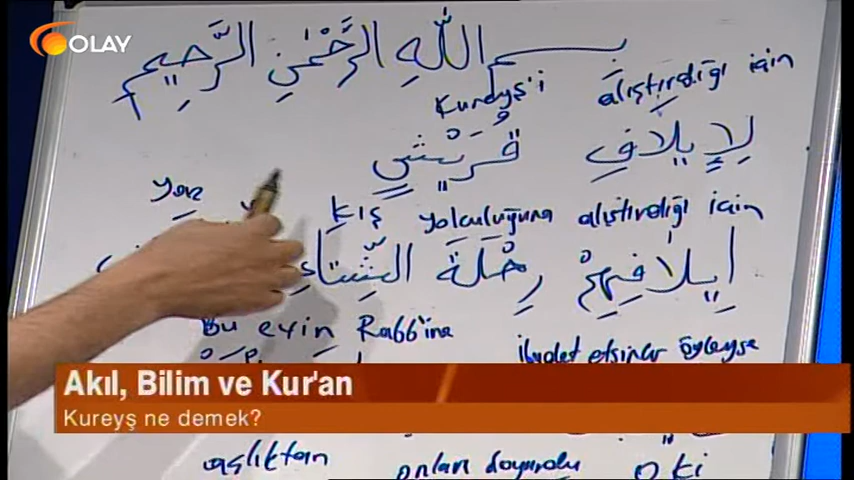 OLAY
بِسْمِ اللّٰهِ الرَّحْمٰنِ الرَّحِيمِ
Kureyş'i alıştırdığı için
لِإِيلَافِ قُرَيْشٍ
yaz kış yolculuğuna alıştırdığı için
إِيلَافِهِمْ رِحْلَةَ الشِّتَاءِ
Bu evin Rabb'ine ibadet etsinler öyleyse
Akıl, Bilim ve Kur'an
Kureyş ne demek?
açlıktan onları doyurdu o ki